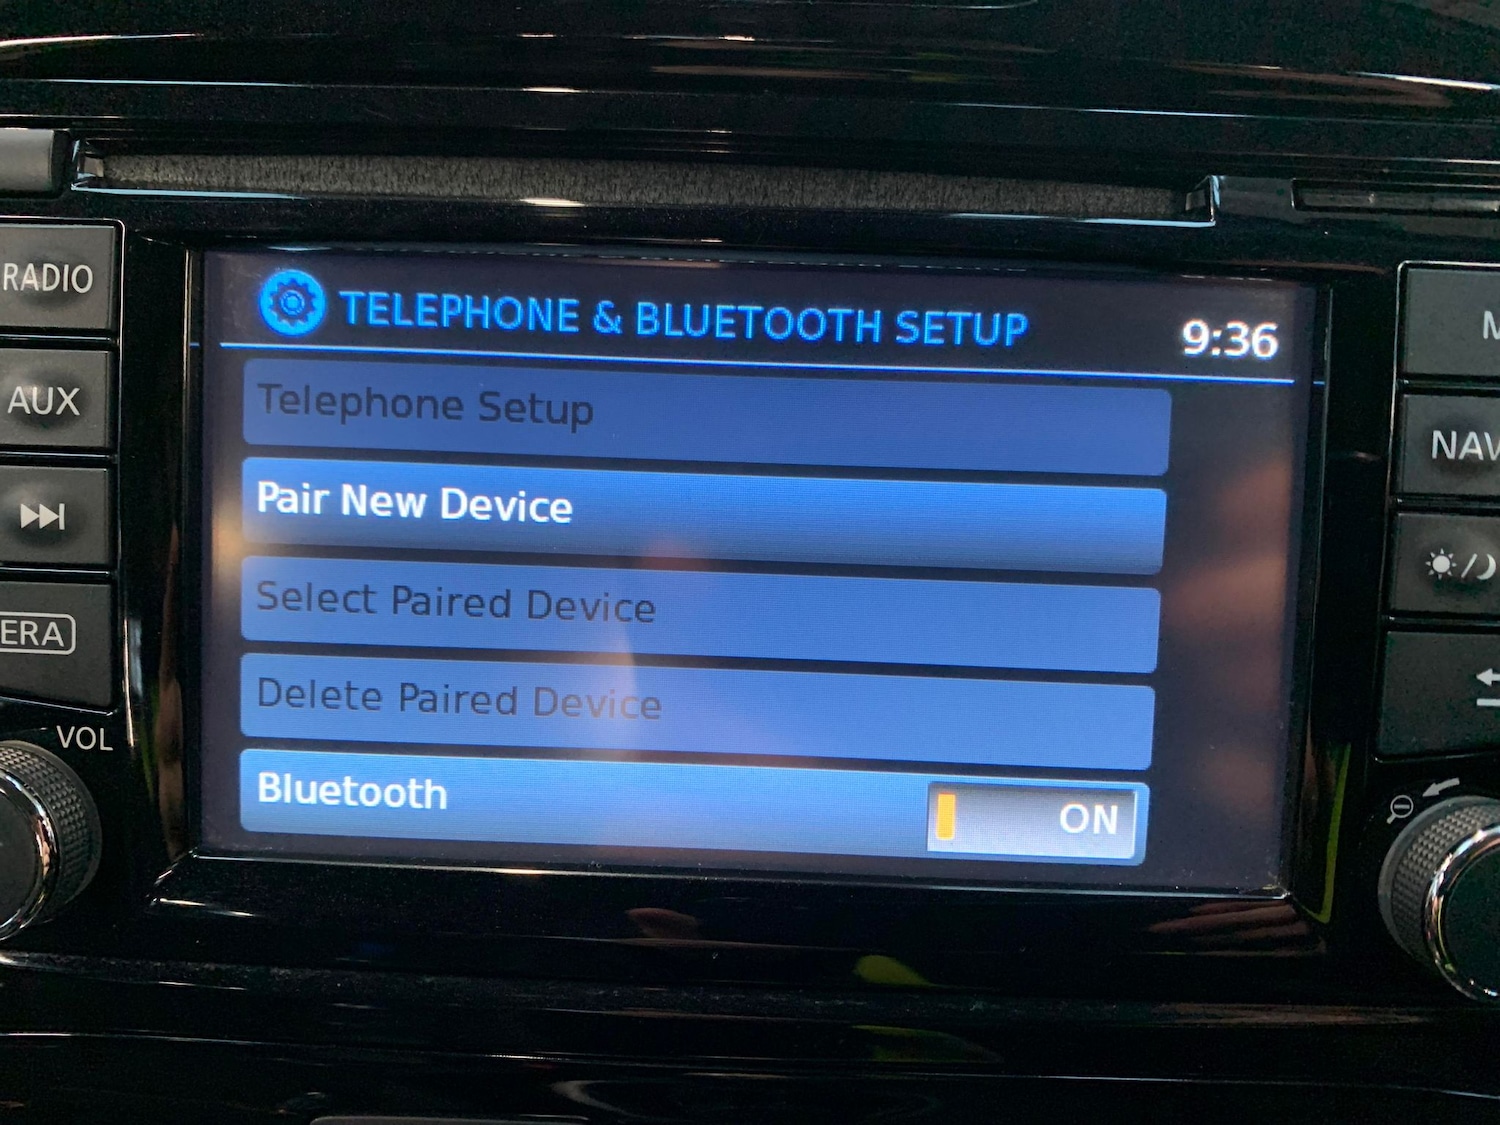 TELEPHONE & BLUETOOTH SETUP
9:36
Telephone Setup
Pair New Device
Select Paired Device
Delete Paired Device
Bluetooth
ON
RADIO
AUX
ERA
VOL
M
NAV